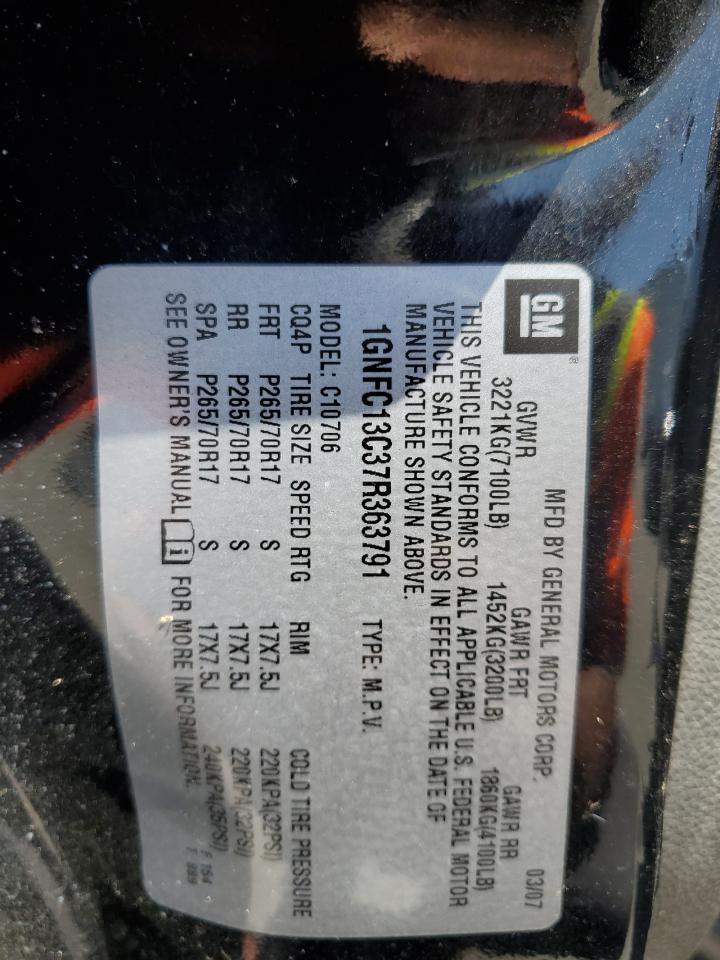 GM®
MFD BY GENERAL MOTORS CORP. 03/07
GVWR GAWR FRT GAWR RR
3221KG(7100LB) 1452KG(3200LB) 1860KG(4100LB)
THIS VEHICLE CONFORMS TO ALL APPLICABLE U.S. FEDERAL MOTOR
VEHICLE SAFETY STANDARDS IN EFFECT ON THE DATE OF
MANUFACTURE SHOWN ABOVE.
1GNFC13C37R363791 TYPE: M.P.V.
MODEL: C10706
CQ4P TIRE SIZE SPEED RTG RIM COLD TIRE PRESSURE
FRT P265/70R17 S 17X7.5J 220KPA(32PSI)
RR P265/70R17 S 17X7.5J 220KPA(32PSI)
SPA P265/70R17 S 17X7.5J 240KPA(35PSI)
SEE OWNER'S MANUAL FOR MORE INFORMATION.
F 154
T 899